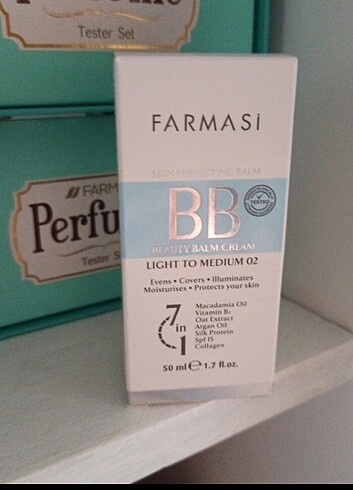 Tester Set
FARM
Perfu
Tester S
FARMASi
SKIN PERFECTING BALM
BB
TESTED
BEAUTY BALM CREAM
LIGHT TO MEDIUM 02
Evens • Covers • Illuminates
Moisturises • Protects your skin
7 in 1
Macadamia Oil
Vitamin B5
Oat Extract
Argan Oil
Silk Protein
Spf 15
Collagen
50 ml e 1.7 fl.oz.